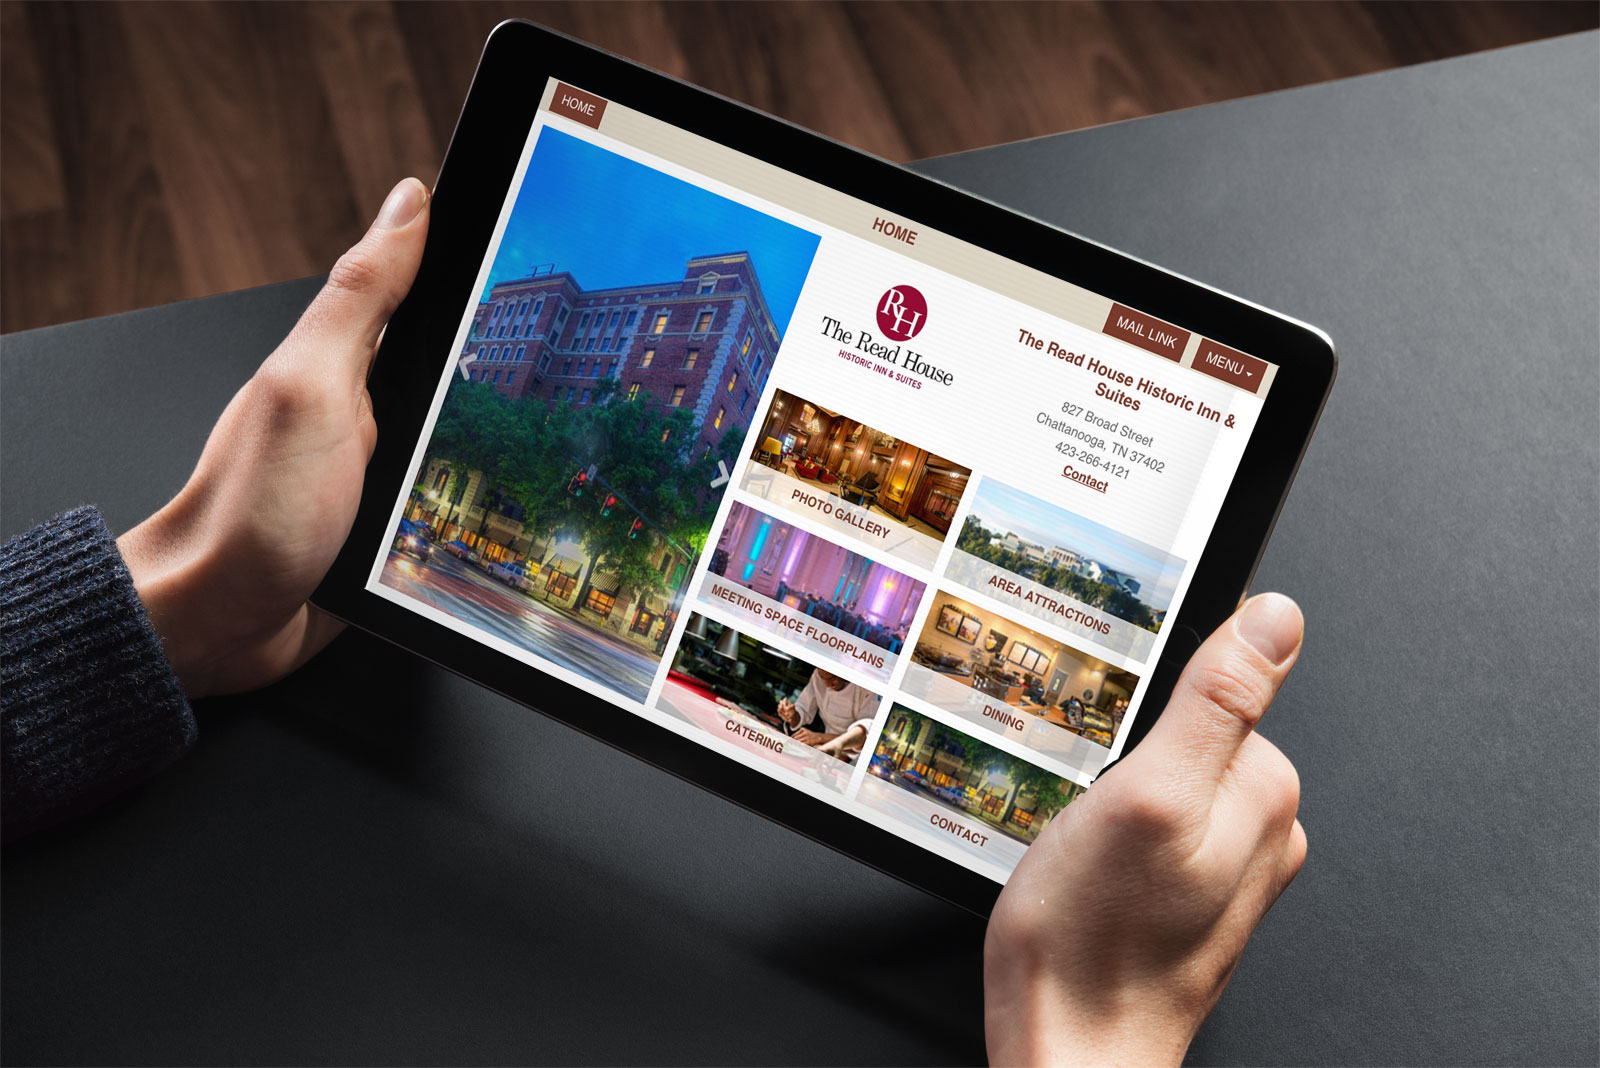 HOME
HOME
MAIL LINK
MENU
RH
The Read House
HISTORIC INN & SUITES
The Read House Historic Inn &
Suites
827 Broad Street
Chattanooga, TN 37402
423-266-4121
Contact
PHOTO GALLERY
AREA ATTRACTIONS
MEETING SPACE FLOORPLANS
DINING
CATERING
CONTACT